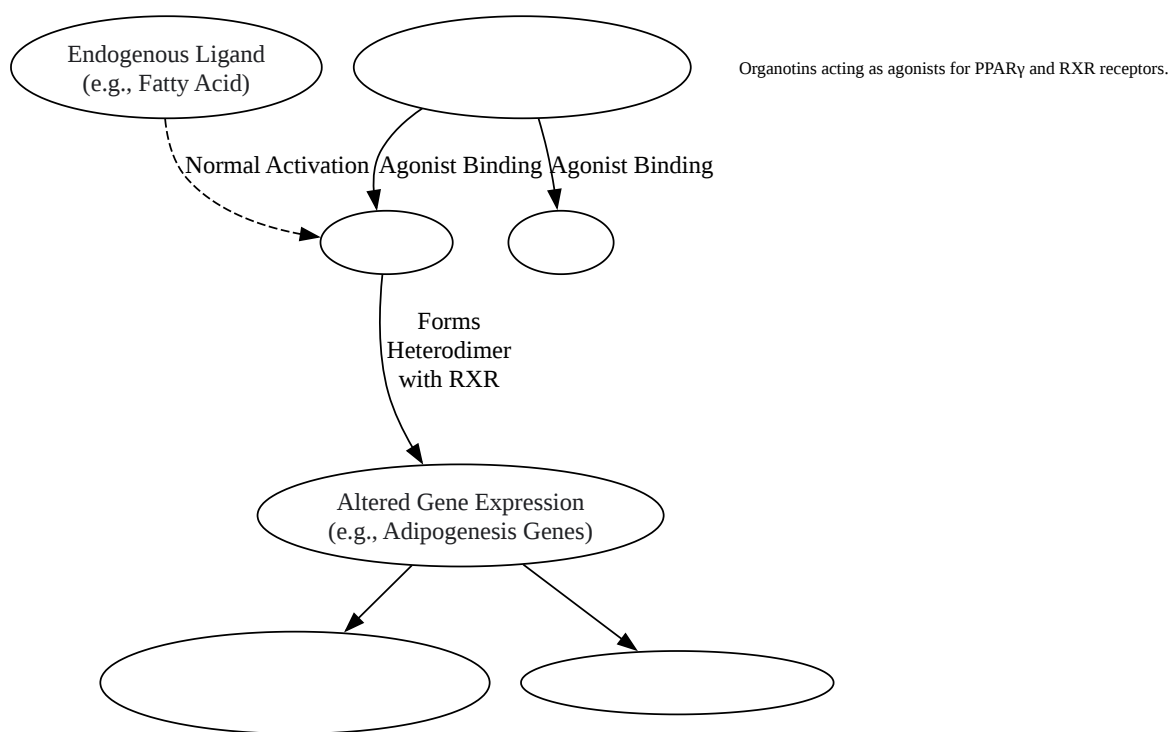 Endogenous Ligand
(e.g., Fatty Acid)
Organotins acting as agonists for PPARγ and RXR receptors.
Normal Activation
Agonist Binding
Agonist Binding
Forms
Heterodimer
with RXR
Altered Gene Expression
(e.g., Adipogenesis Genes)